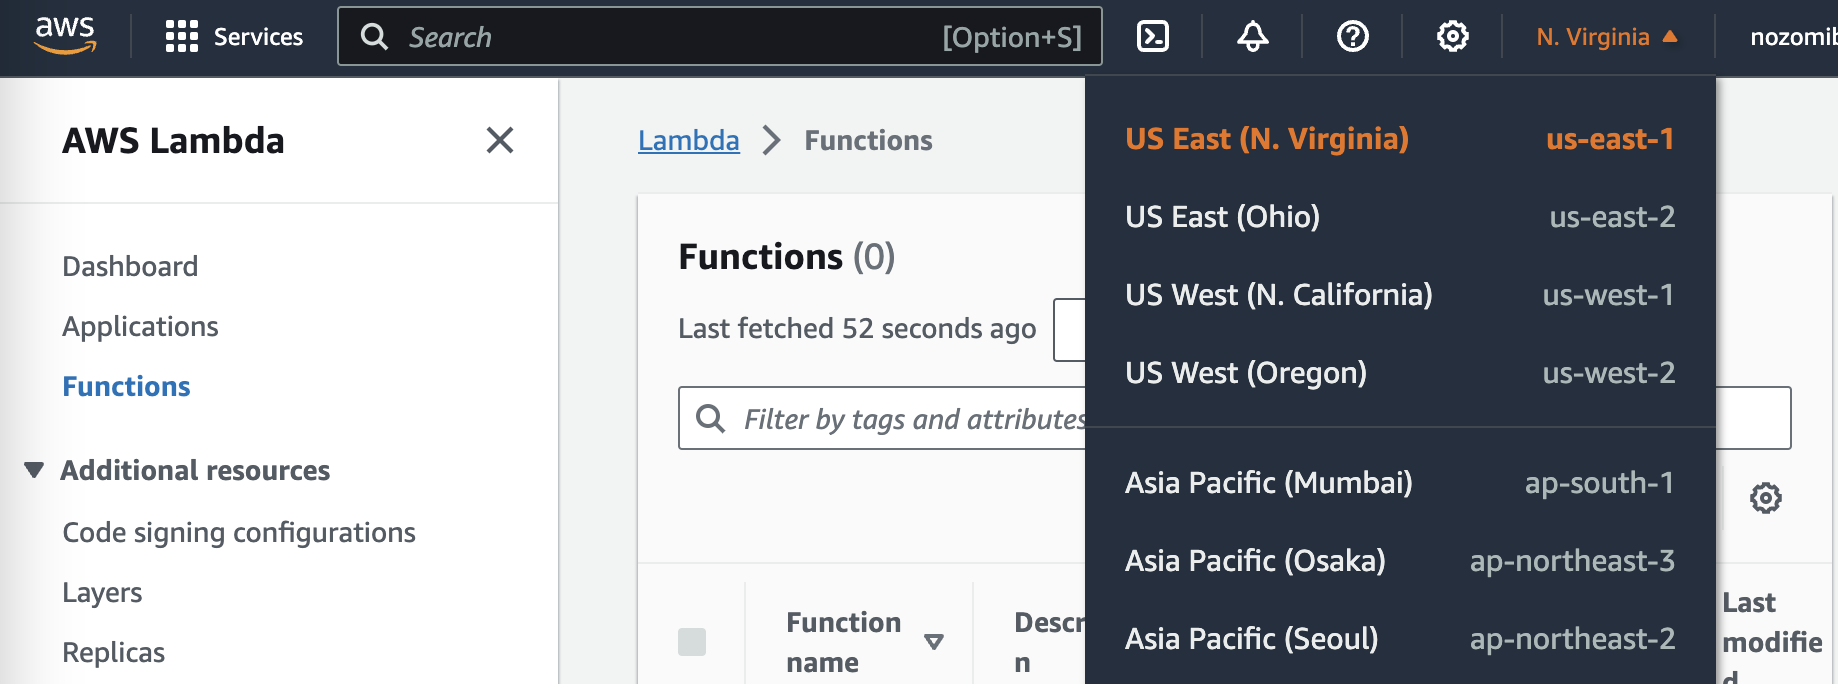 aws
Services
Search
[Option+S]
N. Virginia
nozomi
AWS Lambda
Dashboard
Applications
Functions
Additional resources
Code signing configurations
Layers
Replicas
Lambda
Functions
Functions (0)
Last fetched 52 seconds ago
Filter by tags and attributes
Function
name
Descr
n
Last
modifie
d
US East (N. Virginia) us-east-1
US East (Ohio) us-east-2
US West (N. California) us-west-1
US West (Oregon) us-west-2
Asia Pacific (Mumbai) ap-south-1
Asia Pacific (Osaka) ap-northeast-3
Asia Pacific (Seoul) ap-northeast-2